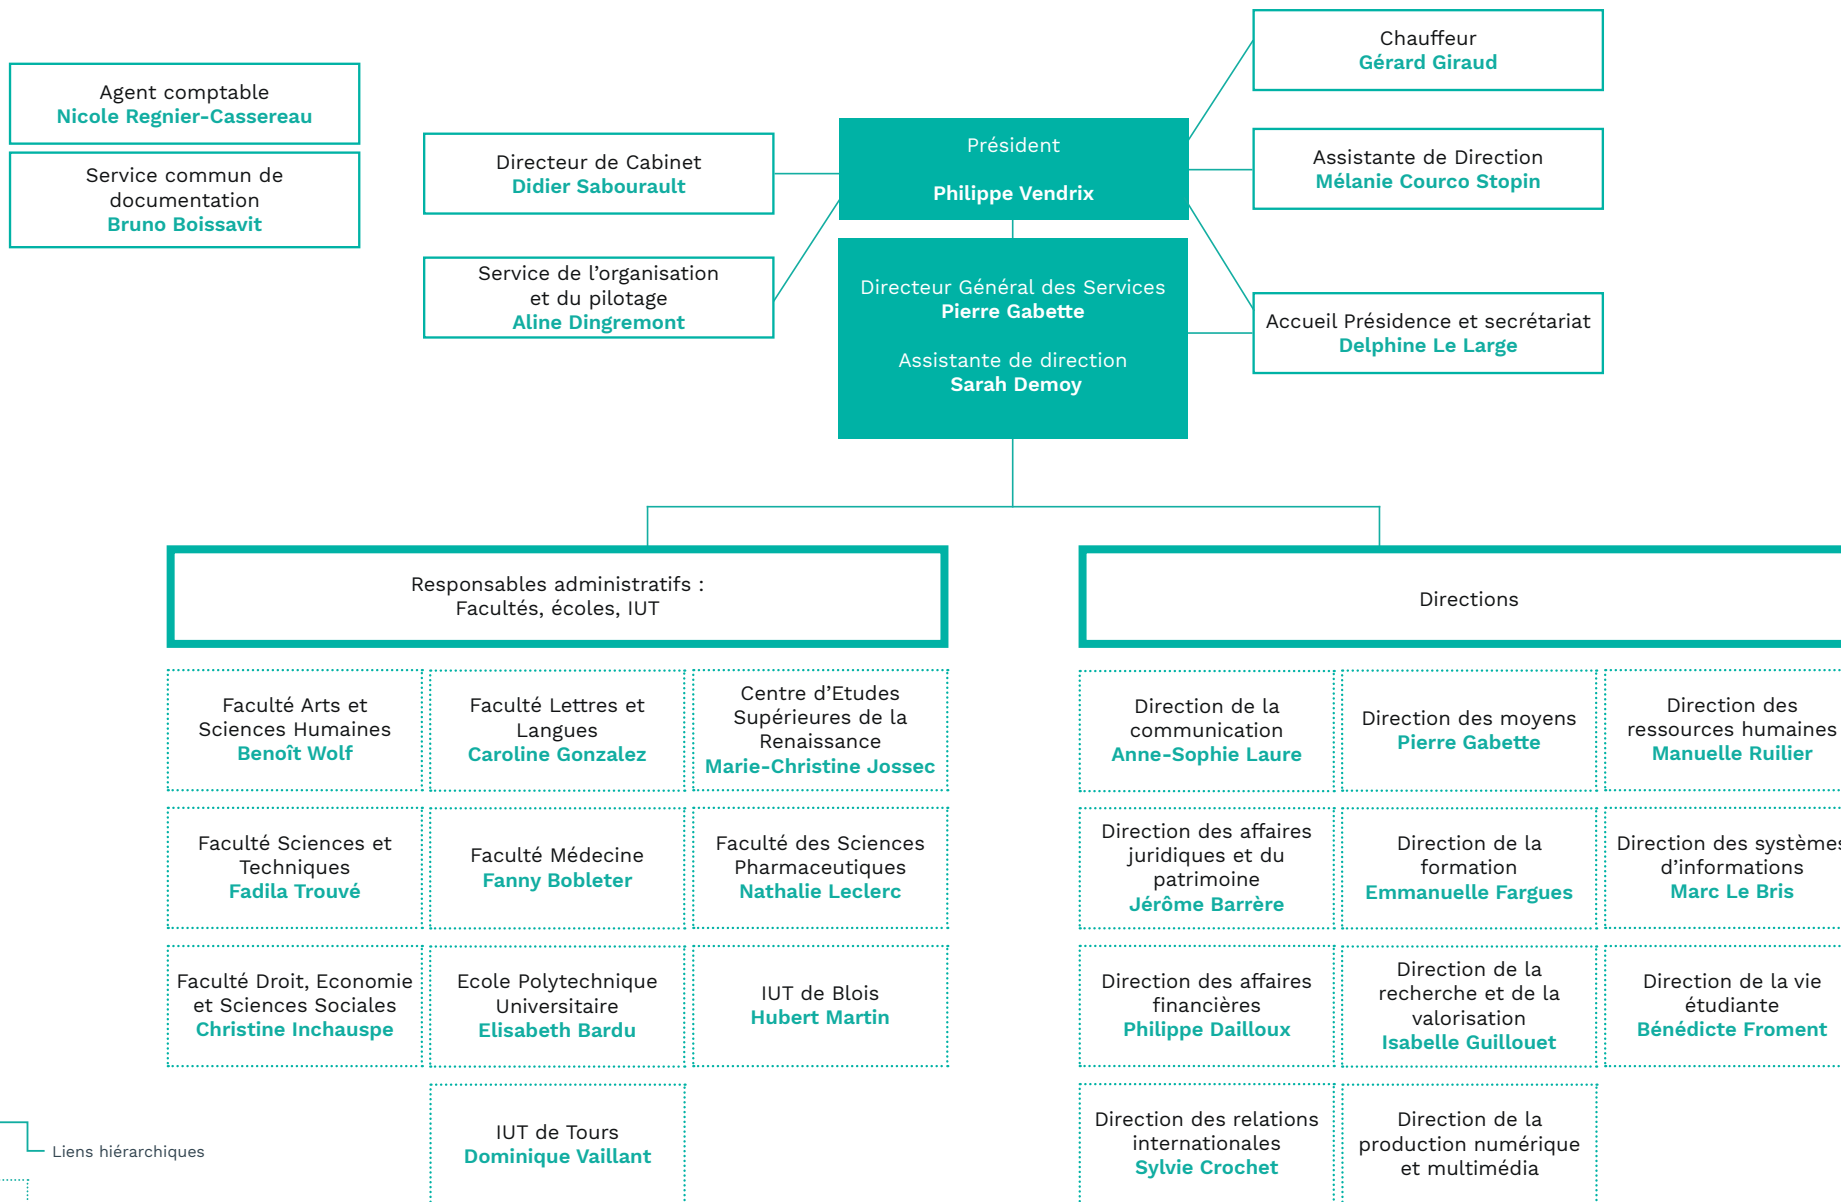 Chauffeur
Gérard Giraud
Agent comptable
Nicole Regnier-Cassereau
Service commun de
documentation
Bruno Boissavit
Directeur de Cabinet
Didier Sabourault
Président
Philippe Vendrix
Assistante de Direction
Mélanie Courco Stopin
Service de l’organisation
et du pilotage
Aline Dingremont
Directeur Général des Services
Pierre Gabette
Assistante de direction
Sarah Demoy
Accueil Présidence et secrétariat
Delphine Le Large
Responsables administratifs :
Facultés, écoles, IUT
Faculté Arts et
Sciences Humaines
Benoît Wolf
Faculté Lettres et
Langues
Caroline Gonzalez
Centre d’Etudes
Supérieures de la
Renaissance
Marie-Christine Jossec
Faculté Sciences et
Techniques
Fadila Trouvé
Faculté Médecine
Fanny Bobleter
Faculté des Sciences
Pharmaceutiques
Nathalie Leclerc
Faculté Droit, Economie
et Sciences Sociales
Christine Inchauspe
Ecole Polytechnique
Universitaire
Elisabeth Bardu
IUT de Blois
Hubert Martin
IUT de Tours
Dominique Vaillant
Directions
Direction de la
communication
Anne-Sophie Laure
Direction des moyens
Pierre Gabette
Direction des
ressources humaines
Manuelle Ruilier
Direction des affaires
juridiques et du
patrimoine
Jérôme Barrère
Direction de la
formation
Emmanuelle Fargues
Direction des systèmes
d’informations
Marc Le Bris
Direction des affaires
financières
Philippe Dailloux
Direction de la
recherche et de la
valorisation
Isabelle Guillouet
Direction de la vie
étudiante
Bénédicte Froment
Direction des relations
internationales
Sylvie Crochet
Direction de la
production numérique
et multimédia
Liens hiérarchiques